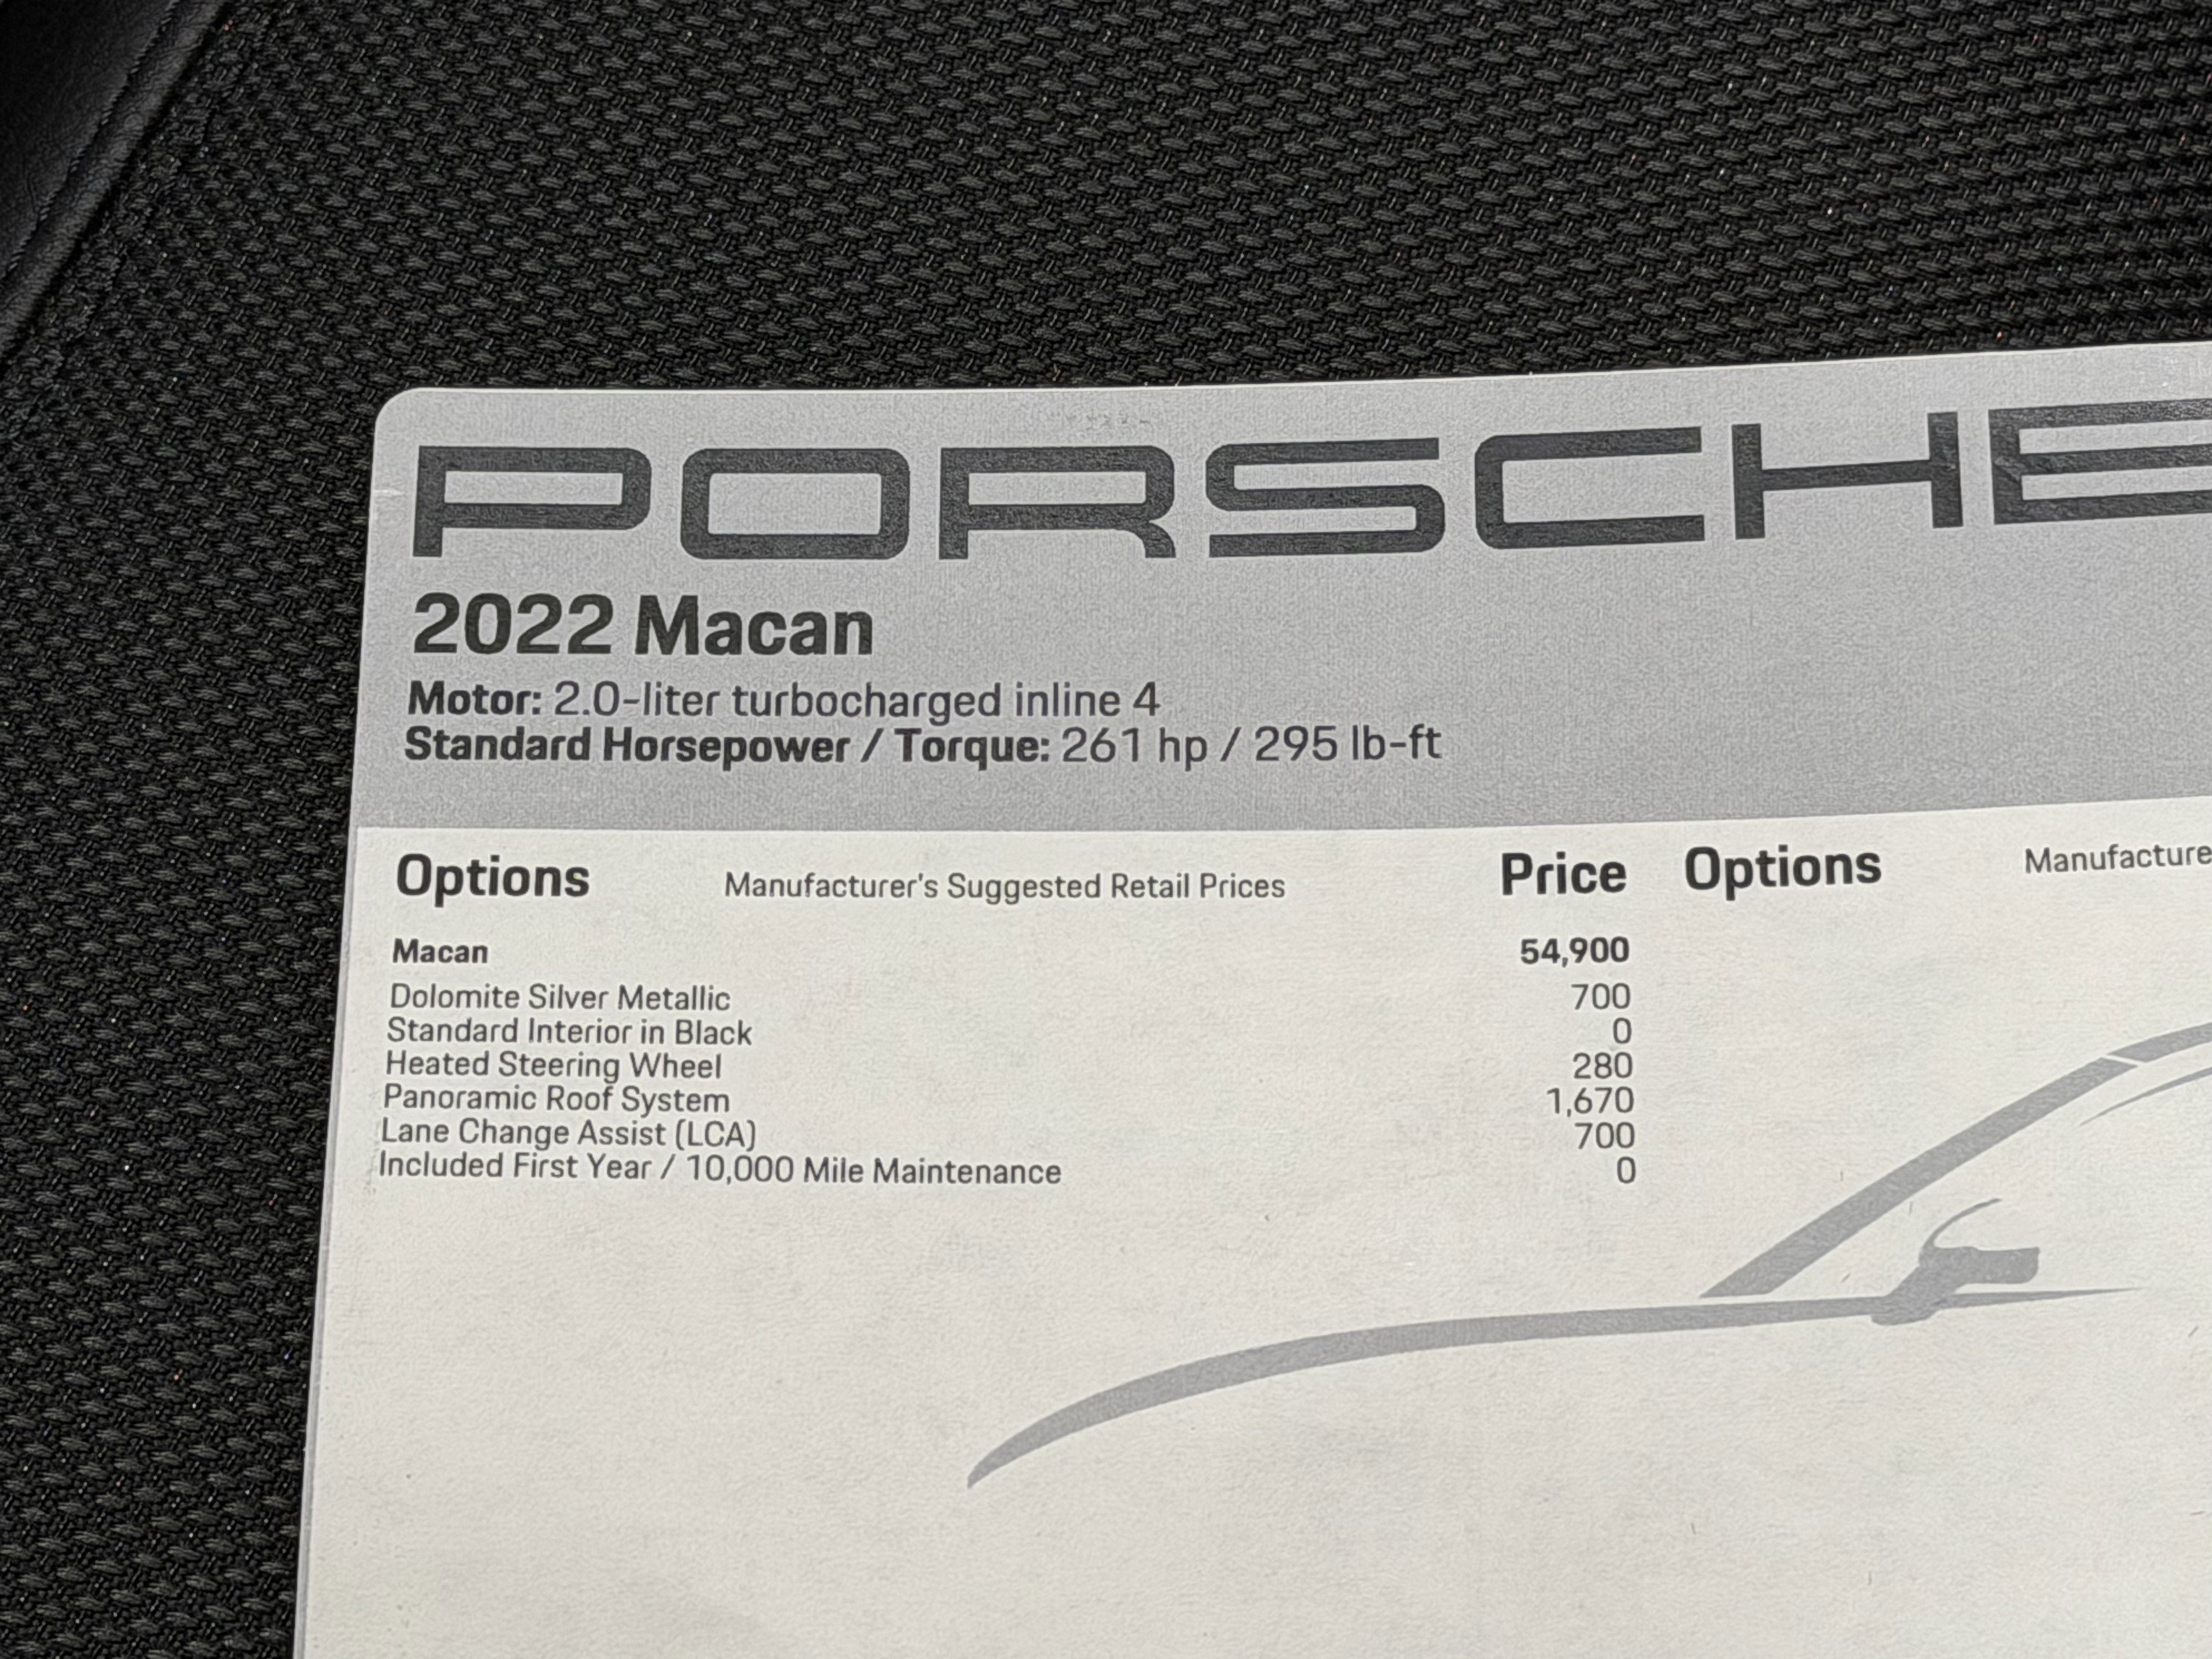 PORSCHE
2022 Macan
Motor: 2.0-liter turbocharged inline 4
Standard Horsepower / Torque: 261 hp / 295 lb-ft
Options Manufacturer's Suggested Retail Prices Price Options Manufacture
Macan 54,900
Dolomite Silver Metallic 700
Standard Interior in Black 0
Heated Steering Wheel 280
Panoramic Roof System 1,670
Lane Change Assist (LCA) 700
Included First Year / 10,000 Mile Maintenance 0